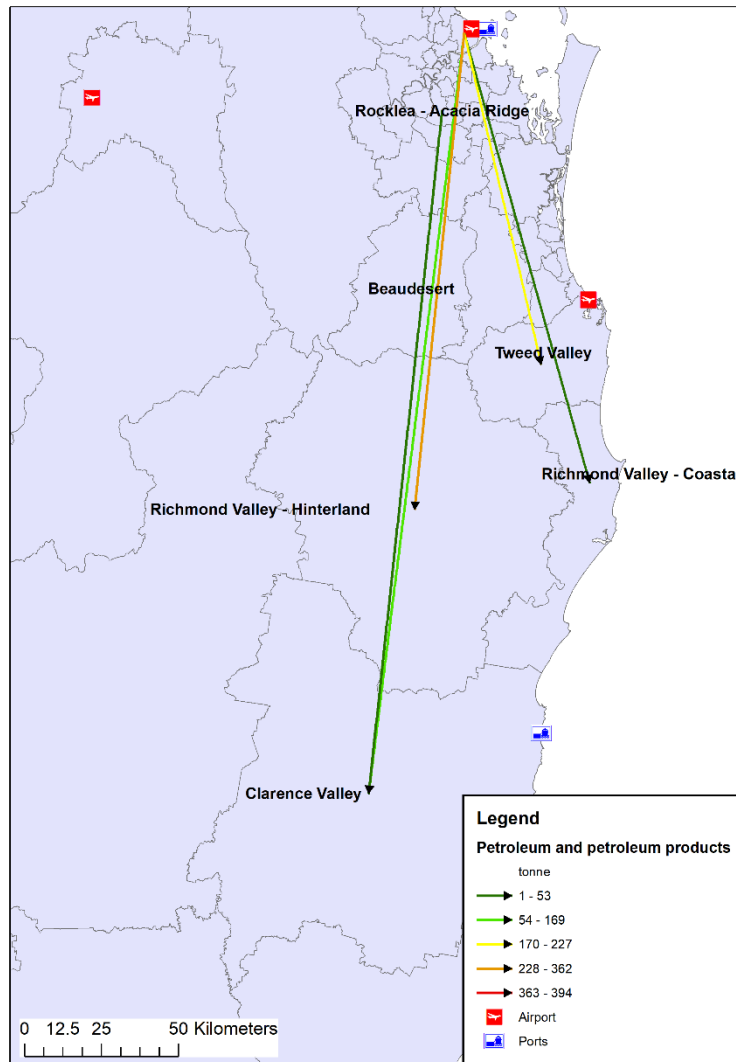 Rocklea - Acacia Ridge
Beaudesert
Tweed Valley
Richmond Valley - Coasta
Richmond Valley - Hinterland
Clarence Valley
Legend
Petroleum and petroleum products
tonne
1 - 53
54 - 169
170 - 227
228 - 362
363 - 394
Airport
Ports
0 12.5 25 50 Kilometers